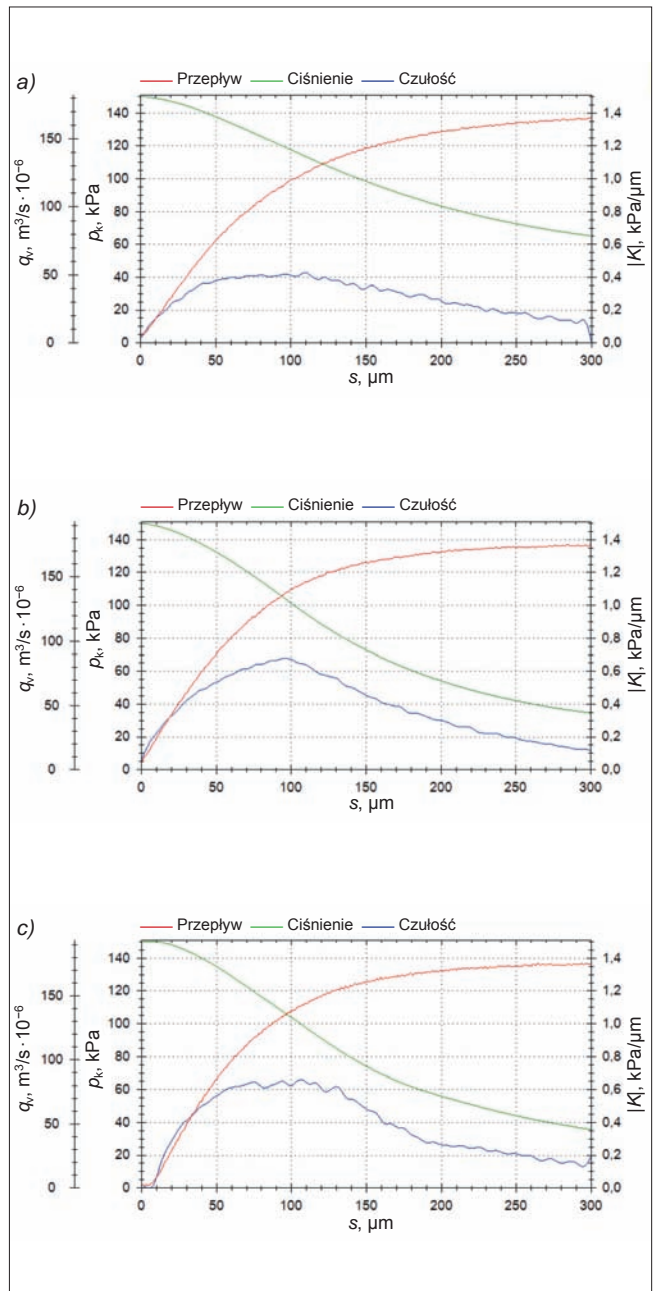 a)
Przepływ Ciśnienie Czułość
qᵥ, m³/s·10⁻⁶
150
100
50
0
pₖ, kPa
140
120
100
80
60
40
20
0
|K|, kPa/µm
1,4
1,2
1,0
0,8
0,6
0,4
0,2
0,0
0 50 100 150 200 250 300
s, µm
b)
Przepływ Ciśnienie Czułość
qᵥ, m³/s·10⁻⁶
100
50
0
pₖ, kPa
140
120
100
80
60
40
20
0
|K|, kPa/µm
1,4
1,2
1,0
0,8
0,6
0,4
0,2
0,0
0 50 100 150 200 250 300
s, µm
c)
Przepływ Ciśnienie Czułość
qᵥ, m³/s·10⁻⁶
150
100
50
0
pₖ, kPa
140
120
100
80
60
40
20
0
|K|, kPa/µm
1,4
1,2
1,0
0,8
0,6
0,4
0,2
0,0
0 50 100 150 200 250 300
s, µm